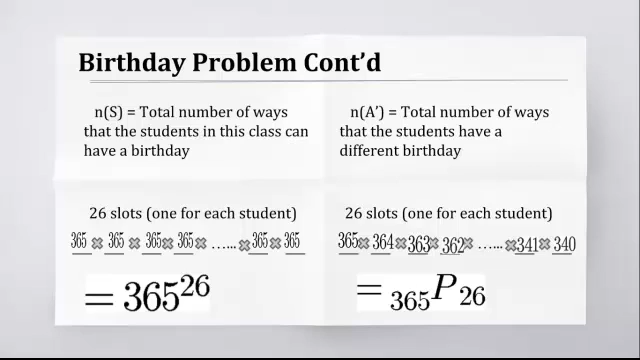 Birthday Problem Cont’d
n(S) = Total number of ways
that the students in this class can
have a birthday
26 slots (one for each student)
365 × 365 × 365 × 365 × …... × 365 × 365
= 365²⁶
n(A’) = Total number of ways
that the students have a
different birthday
26 slots (one for each student)
365 × 364 × 363 × 362 × …... × 341 × 340
= ₃₆₅P₂₆